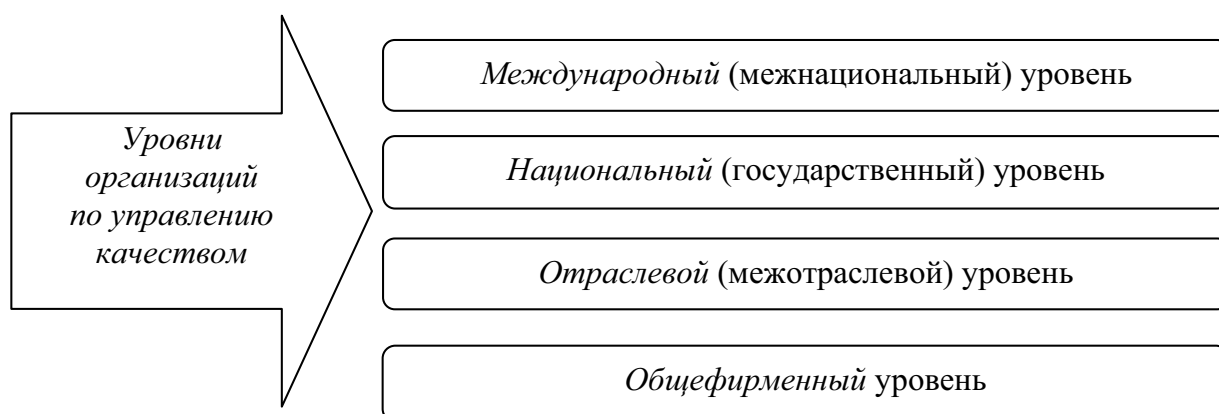 Уровни
организаций
по управлению
качеством
Международный (межнациональный) уровень
Национальный (государственный) уровень
Отраслевой (межотраслевой) уровень
Общефирменный уровень